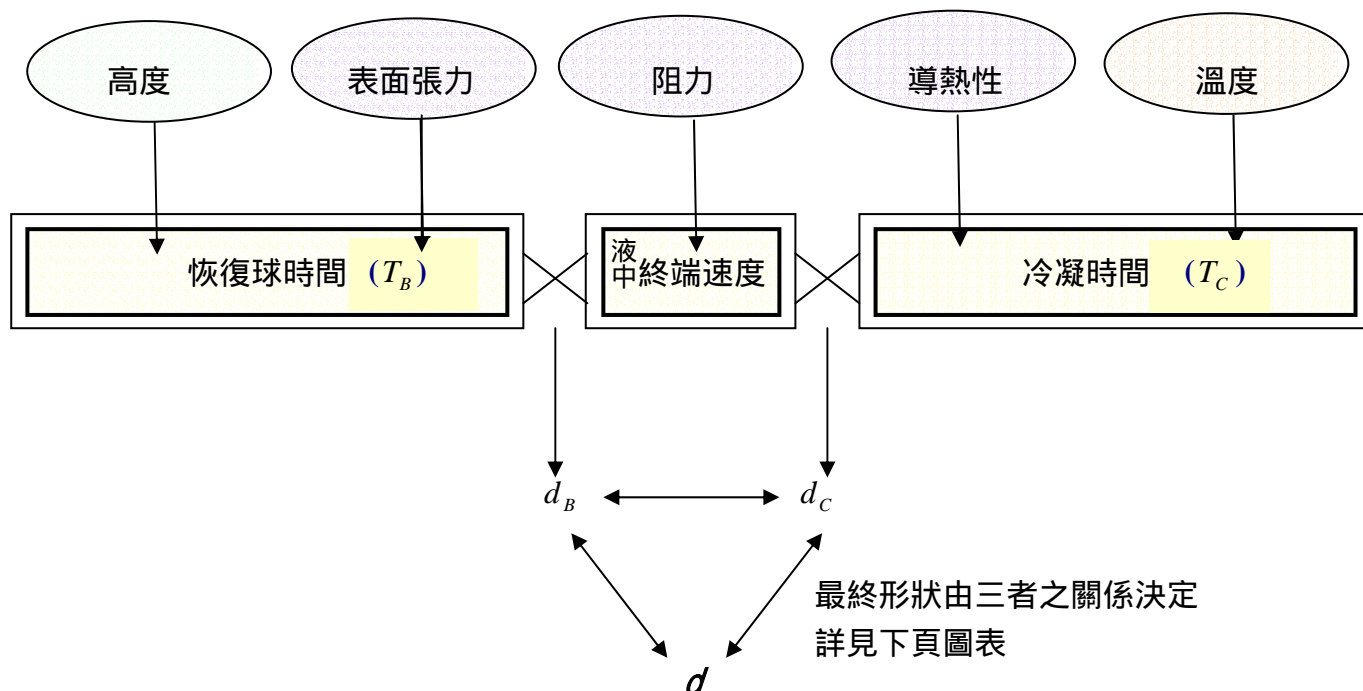 高度
表面張力
阻力
導熱性
溫度
恢復球時間 (T_B)
液中終端速度
冷凝時間 (T_C)
d_B
d_C
最終形狀由三者之關係決定
詳見下頁圖表
d